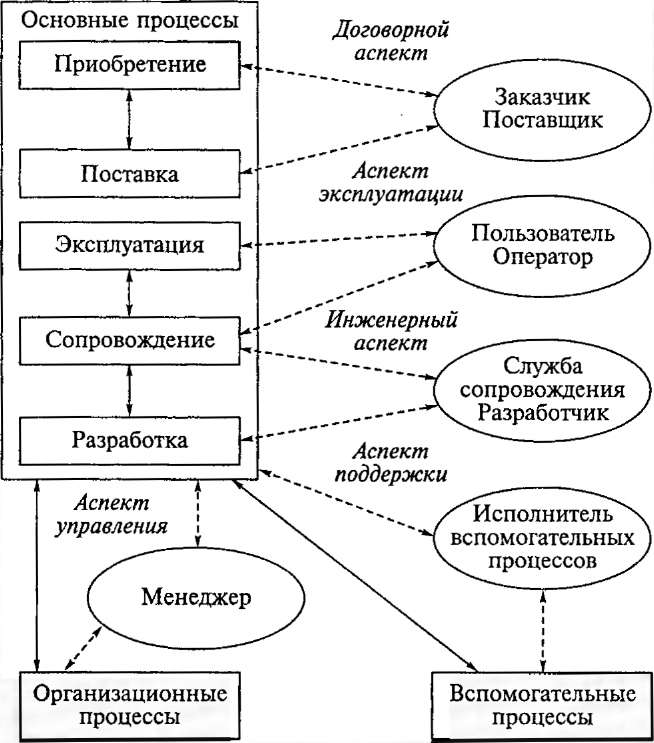 Основные процессы
Приобретение
Поставка
Эксплуатация
Сопровождение
Разработка
Договорной
аспект
Заказчик
Поставщик
Аспект
эксплуатации
Пользователь
Оператор
Инженерный
аспект
Служба
сопровождения
Разработчик
Аспект
поддержки
Исполнитель
вспомогательных
процессов
Аспект
управления
Менеджер
Организационные
процессы
Вспомогательные
процессы